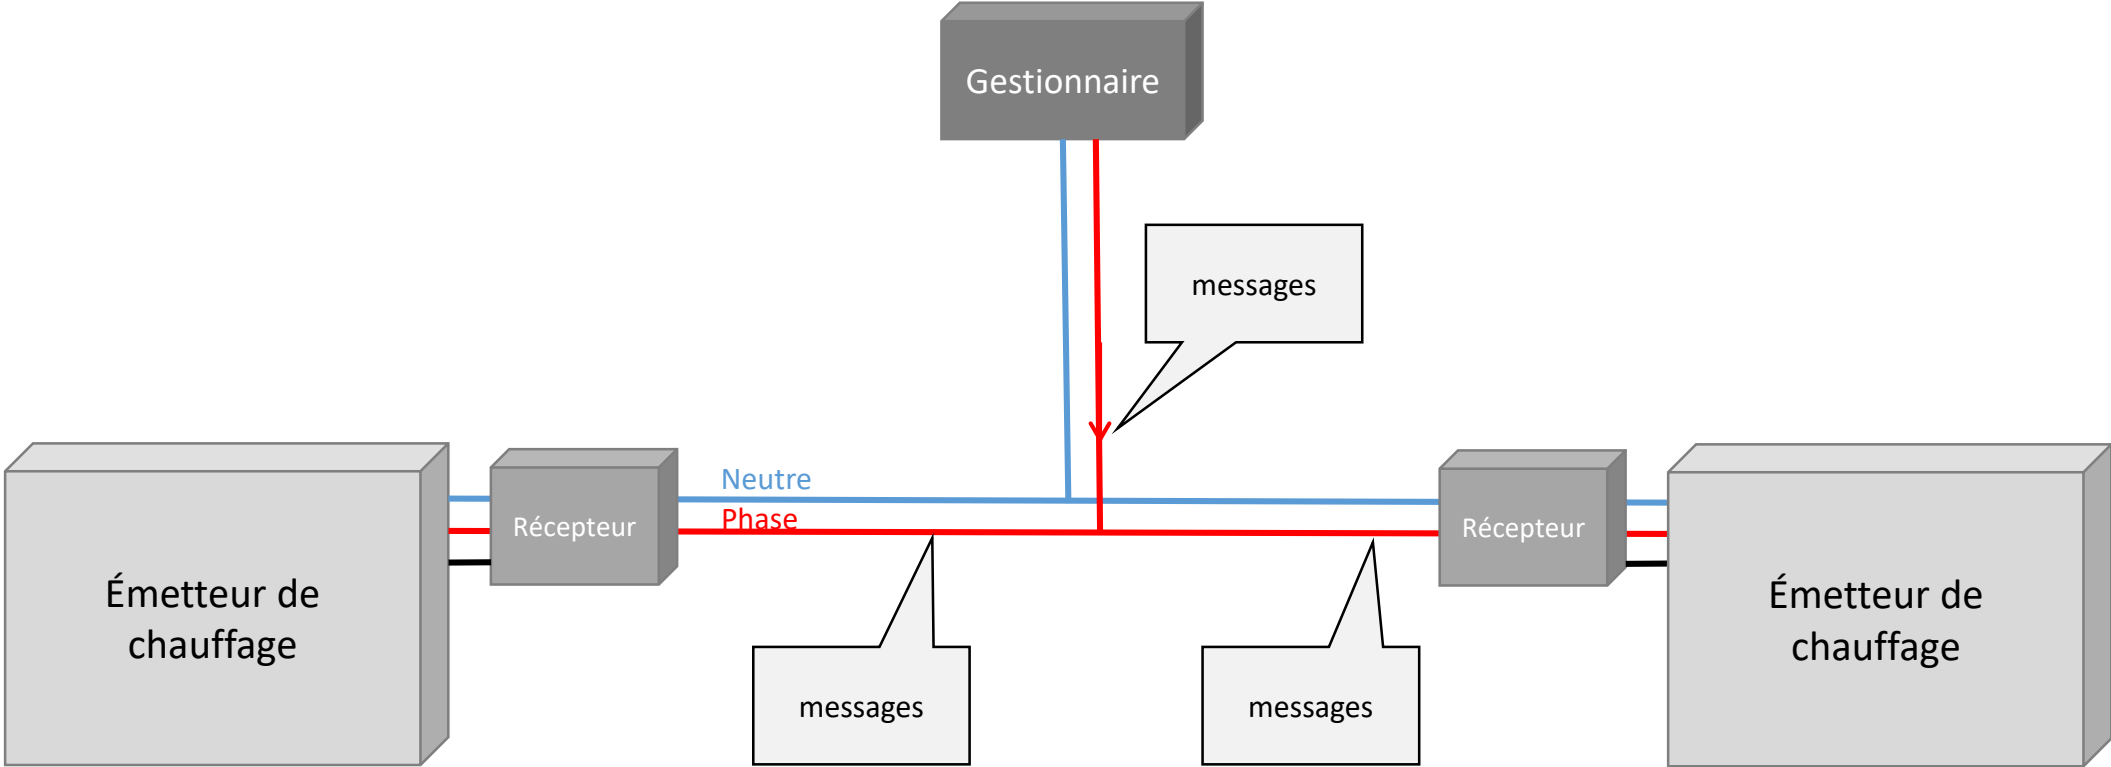 Gestionnaire
messages
Neutre
Phase
Récepteur
Récepteur
Émetteur de
chauffage
Émetteur de
chauffage
messages
messages